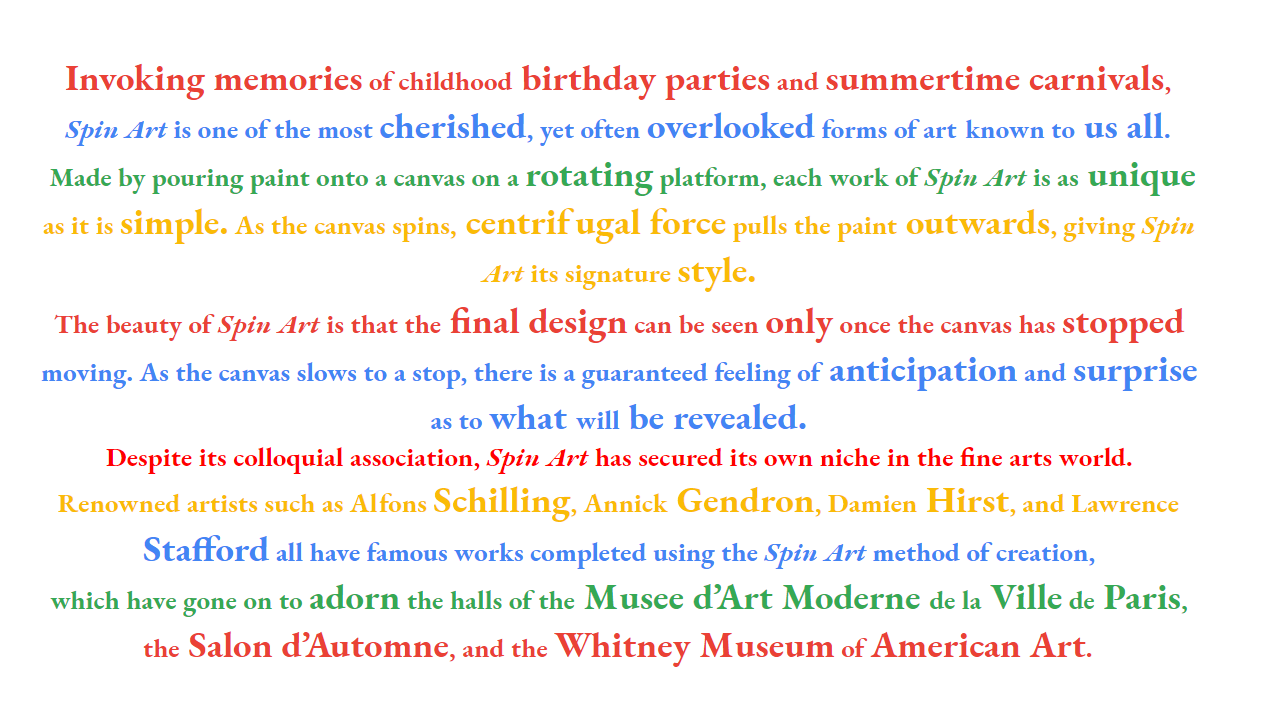 Invoking memories of childhood birthday parties and summertime carnivals,
Spin Art is one of the most cherished, yet often overlooked forms of art known to us all.
Made by pouring paint onto a canvas on a rotating platform, each work of Spin Art is as unique
as it is simple. As the canvas spins, centrifugal force pulls the paint outwards, giving Spin
Art its signature style.
The beauty of Spin Art is that the final design can be seen only once the canvas has stopped
moving. As the canvas slows to a stop, there is a guaranteed feeling of anticipation and surprise
as to what will be revealed.
Despite its colloquial association, Spin Art has secured its own niche in the fine arts world.
Renowned artists such as Alfons Schilling, Annick Gendron, Damien Hirst, and Lawrence
Stafford all have famous works completed using the Spin Art method of creation,
which have gone on to adorn the halls of the Musee d’Art Moderne de la Ville de Paris,
the Salon d’Automne, and the Whitney Museum of American Art.